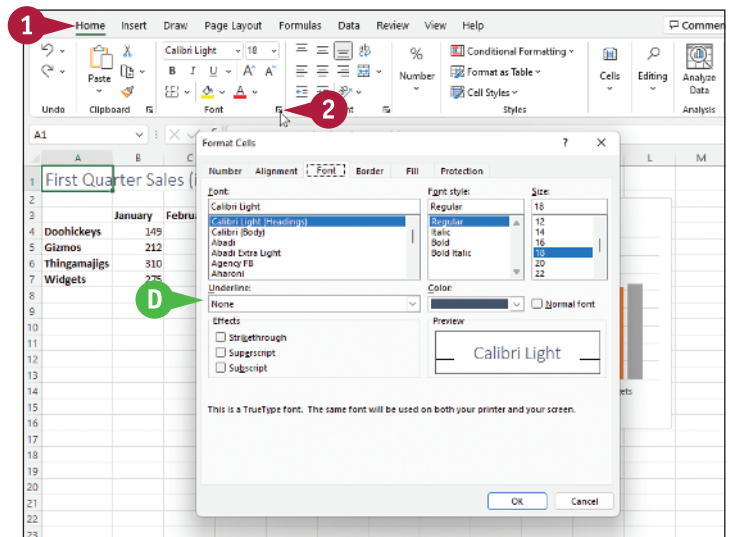 1
Home Insert Draw Page Layout Formulas Data Review View Help Commen
Paste
Calibri Light 18
B I U A A
A
%
Number
Conditional Formatting
Format as Table
Cell Styles
Cells
Editing
Analyze
Data
Undo Clipboard Font Styles Analysis
2
A1
Format Cells ? X
A B C L M
Number Alignment Font Border Fill Protection
1 First Quarter Sales (i
Font: Font style: Size:
Calibri Light Regular 18
Calibri Light (Headings) Regular 12
Calibri (Body) Italic 14
Abadi Bold 16
Abadi Extra Light Bold Italic 18
Agency FB 20
Aharoni 22
2
3 January Febru
4 Doohickeys 149
5 Gizmos 212
6 Thingamajigs 310
7 Widgets 275
Underline: Color:
D
None Normal font
Effects Preview
Strikethrough
Superscript
Subscript
Calibri Light
This is a TrueType font. The same font will be used on both your printer and your screen.
OK Cancel
ets
8
9
10
11
12
13
14
15
16
17
18
19
20
21
22
23